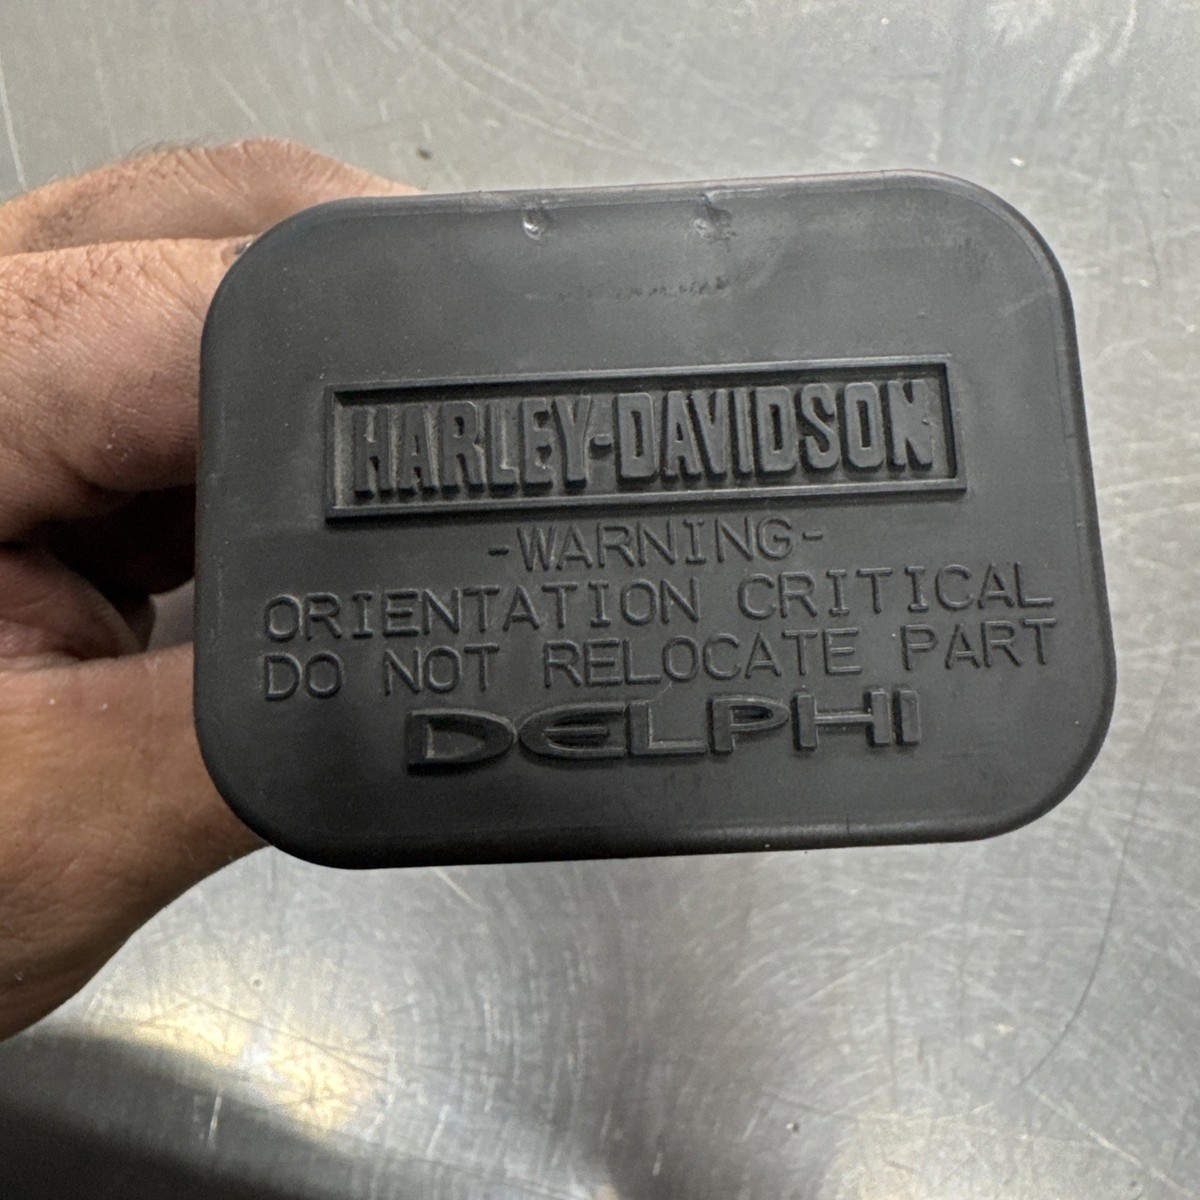 HARLEY-DAVIDSON
-WARNING-
ORIENTATION CRITICAL
DO NOT RELOCATE PART
DELPHI